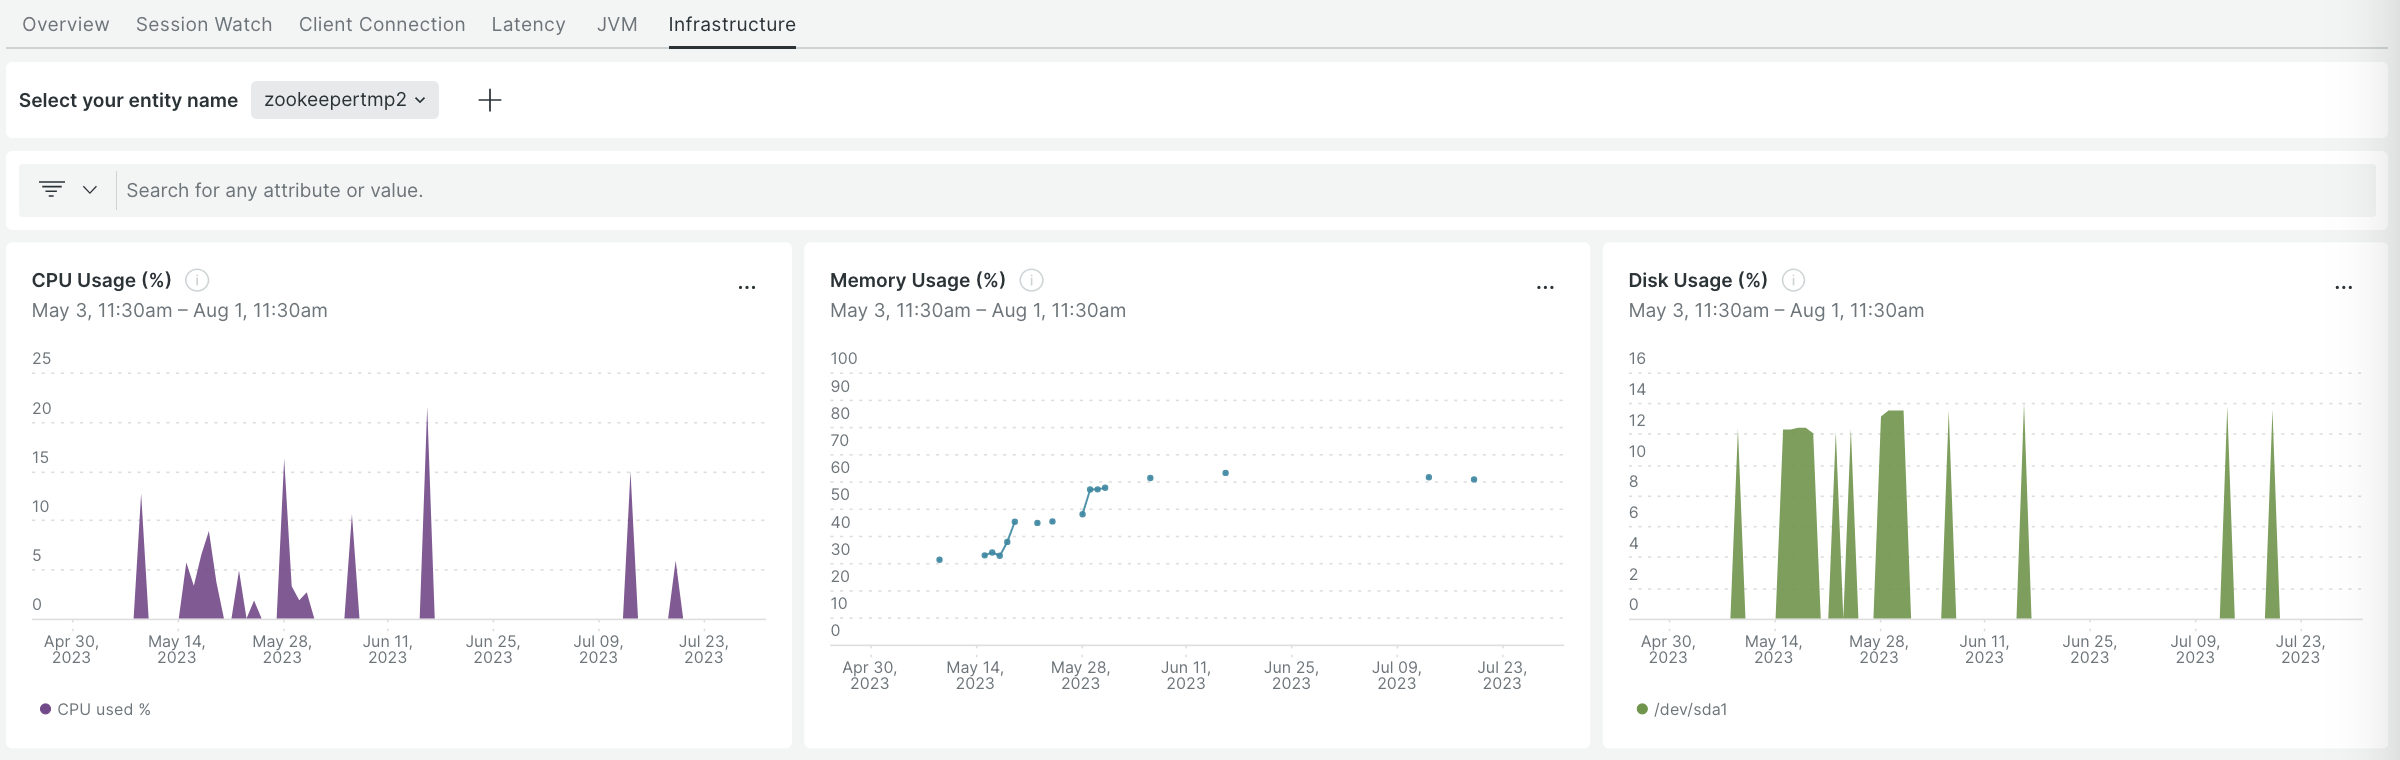 Overview Session Watch Client Connection Latency JVM Infrastructure
Select your entity name zookeepertmp2
Search for any attribute or value.
CPU Usage (%)
May 3, 11:30am – Aug 1, 11:30am
25
20
15
10
5
0
Apr 30, 2023 May 14, 2023 May 28, 2023 Jun 11, 2023 Jun 25, 2023 Jul 09, 2023 Jul 23, 2023
CPU used %
Memory Usage (%)
May 3, 11:30am – Aug 1, 11:30am
100
90
80
70
60
50
40
30
20
10
0
Apr 30, 2023 May 14, 2023 May 28, 2023 Jun 11, 2023 Jun 25, 2023 Jul 09, 2023 Jul 23, 2023
Disk Usage (%)
May 3, 11:30am – Aug 1, 11:30am
16
14
12
10
8
6
4
2
0
Apr 30, 2023 May 14, 2023 May 28, 2023 Jun 11, 2023 Jun 25, 2023 Jul 09, 2023 Jul 23, 2023
/dev/sda1